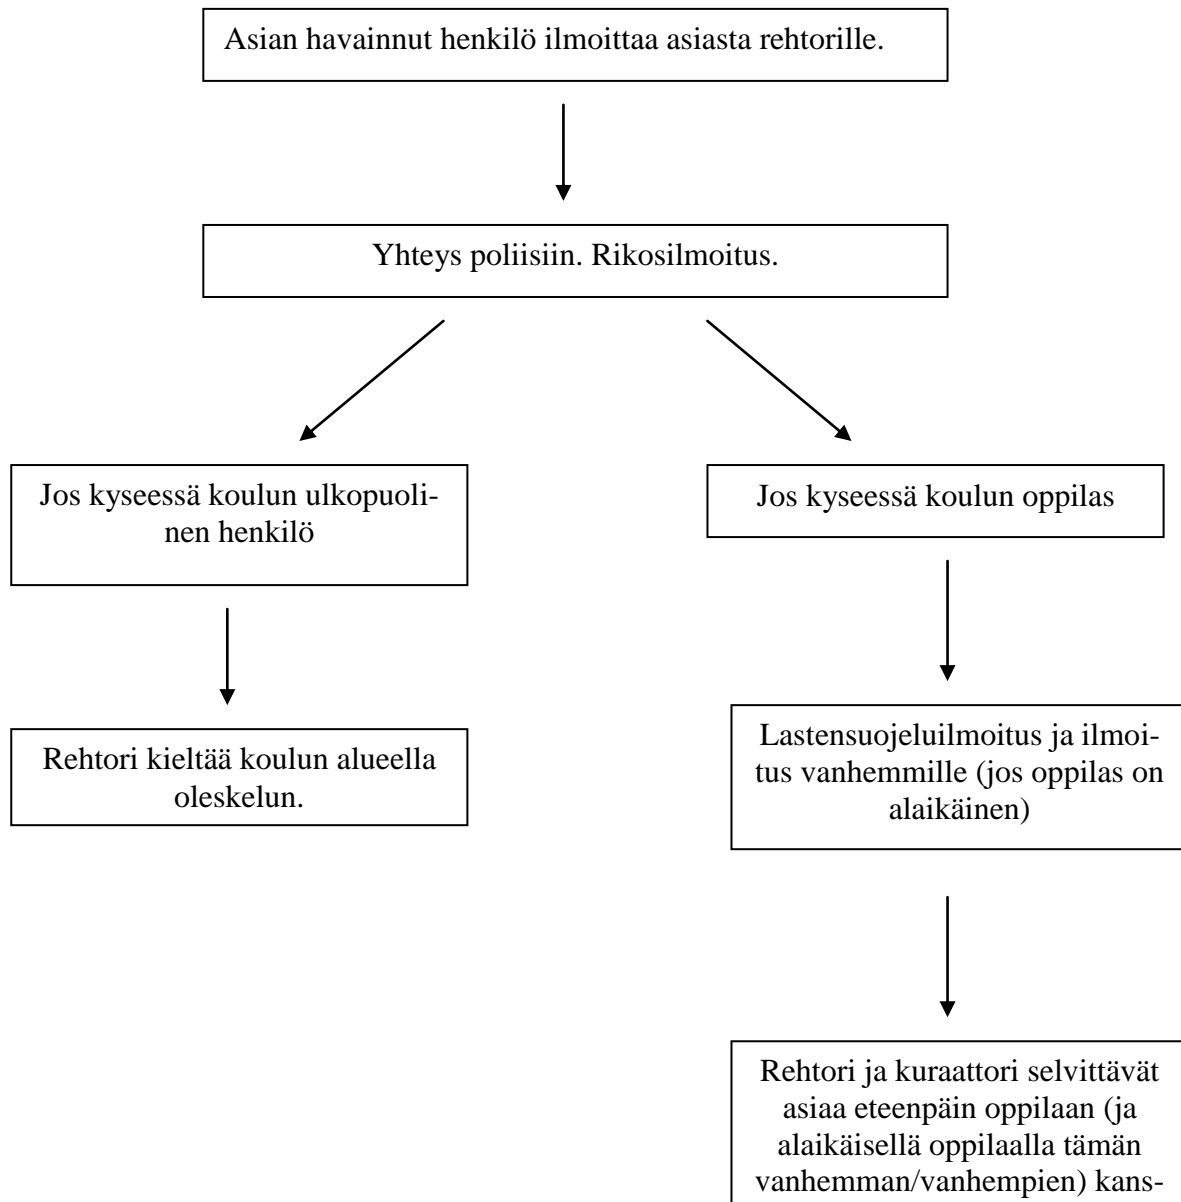 Asian havainnut henkilö ilmoittaa asiasta rehtorille.
Yhteys poliisiin. Rikosilmoitus.
Jos kyseessä koulun ulkopuoli-
nen henkilö
Jos kyseessä koulun oppilas
Rehtori kieltää koulun alueella
oleskelun.
Lastensuojeluilmoitus ja ilmoi-
tus vanhemmille (jos oppilas on
alaikäinen)
Rehtori ja kuraattori selvittävät
asiaa eteenpäin oppilaan (ja
alaikäisellä oppilaalla tämän
vanhemman/vanhempien) kans-